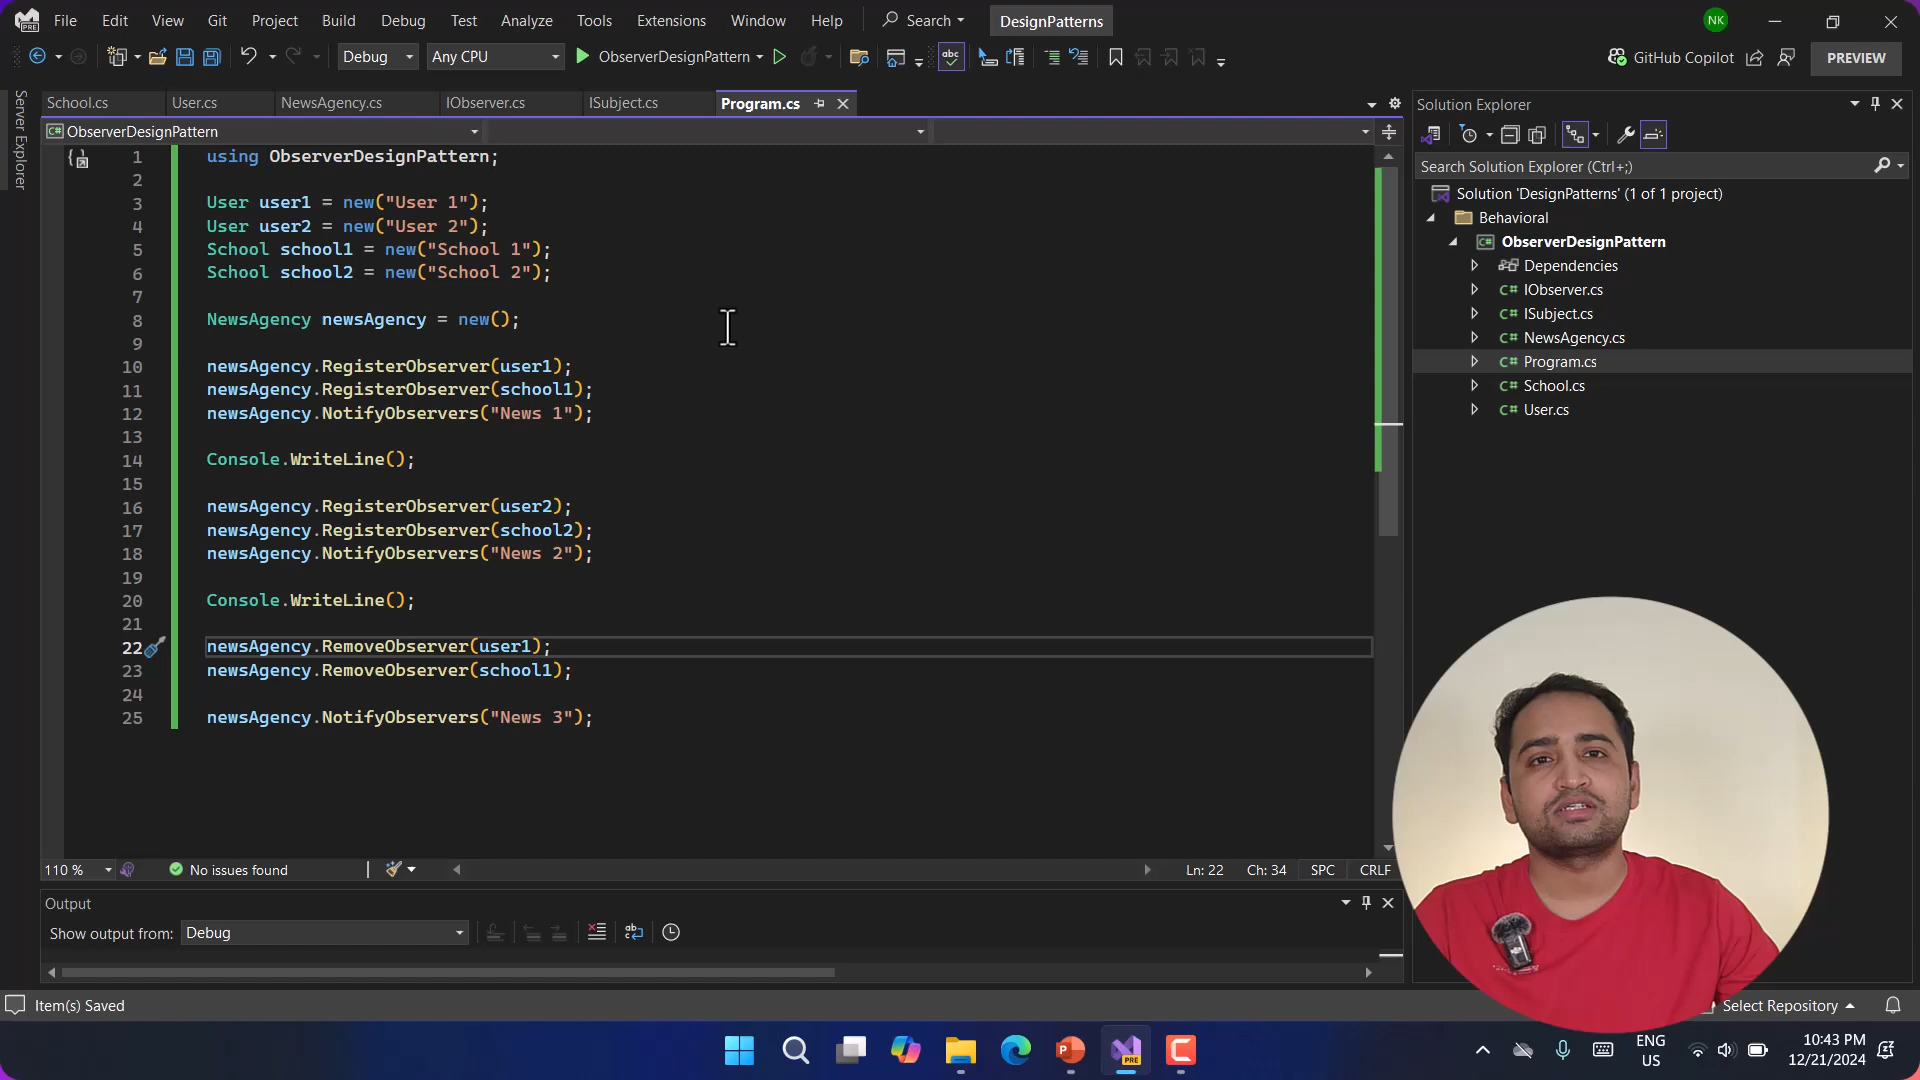 File Edit View Git Project Build Debug Test Analyze Tools Extensions Window Help Search DesignPatterns NK
PRE
Debug Any CPU ObserverDesignPattern abc GitHub Copilot PREVIEW
Server Explorer
School.cs User.cs NewsAgency.cs IObserver.cs ISubject.cs Program.cs
C# ObserverDesignPattern
1 using ObserverDesignPattern;
2
3 User user1 = new("User 1");
4 User user2 = new("User 2");
5 School school1 = new("School 1");
6 School school2 = new("School 2");
7
8 NewsAgency newsAgency = new();
9
10 newsAgency.RegisterObserver(user1);
11 newsAgency.RegisterObserver(school1);
12 newsAgency.NotifyObservers("News 1");
13
14 Console.WriteLine();
15
16 newsAgency.RegisterObserver(user2);
17 newsAgency.RegisterObserver(school2);
18 newsAgency.NotifyObservers("News 2");
19
20 Console.WriteLine();
21
22 newsAgency.RemoveObserver(user1);
23 newsAgency.RemoveObserver(school1);
24
25 newsAgency.NotifyObservers("News 3");
110 % No issues found Ln: 22 Ch: 34 SPC CRLF
Output
Show output from: Debug
Solution Explorer
Search Solution Explorer (Ctrl+;)
Solution 'DesignPatterns' (1 of 1 project)
Behavioral
C# ObserverDesignPattern
Dependencies
C# IObserver.cs
C# ISubject.cs
C# NewsAgency.cs
C# Program.cs
C# School.cs
C# User.cs
Item(s) Saved Select Repository
PRE
ENG
US
10:43 PM
12/21/2024